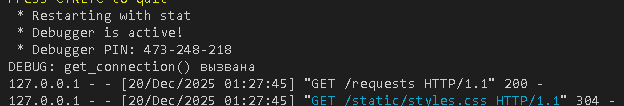 Press CTRL+C to quit
 * Restarting with stat
 * Debugger is active!
 * Debugger PIN: 473-248-218
DEBUG: get_connection() вызвана
127.0.0.1 - - [20/Dec/2025 01:27:45] "GET /requests HTTP/1.1" 200 -
127.0.0.1 - - [20/Dec/2025 01:27:45] "GET /static/styles.css HTTP/1.1" 304 -